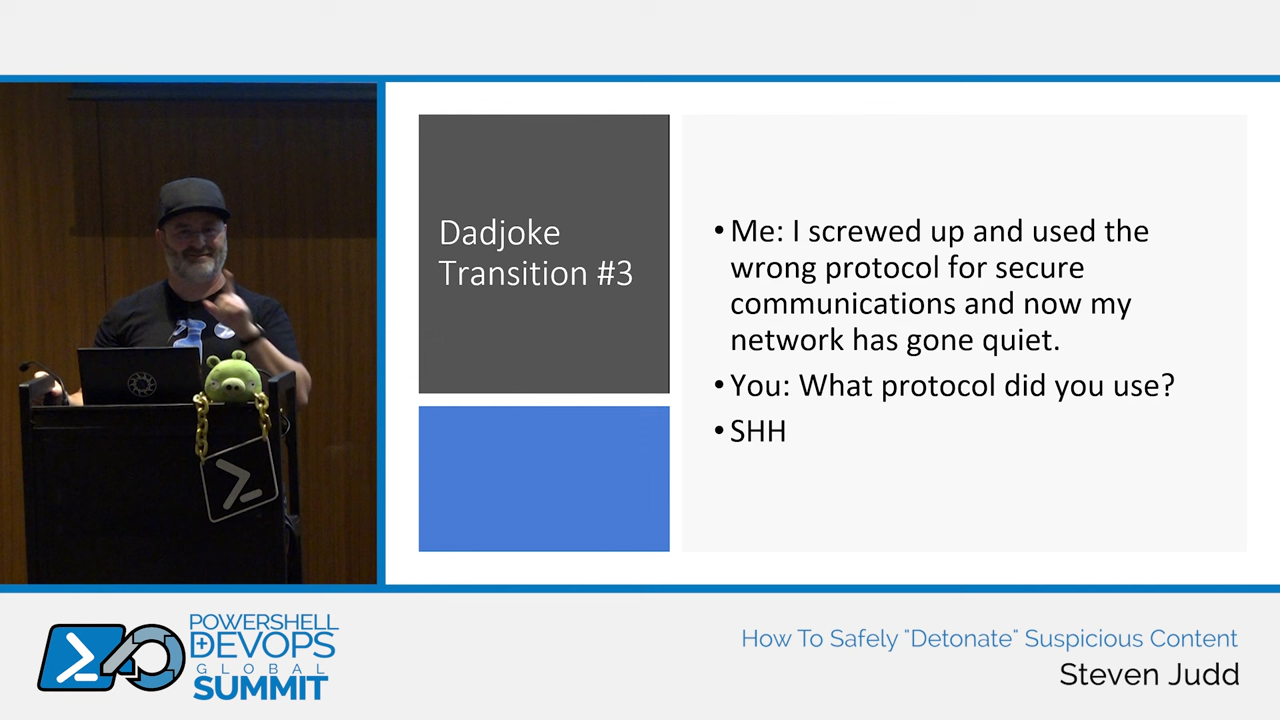 Dadjoke
Transition #3
• Me: I screwed up and used the
wrong protocol for secure
communications and now my
network has gone quiet.
• You: What protocol did you use?
• SHH
POWERSHELL
+DEVOPS
GLOBAL
SUMMIT
How To Safely "Detonate" Suspicious Content
Steven Judd